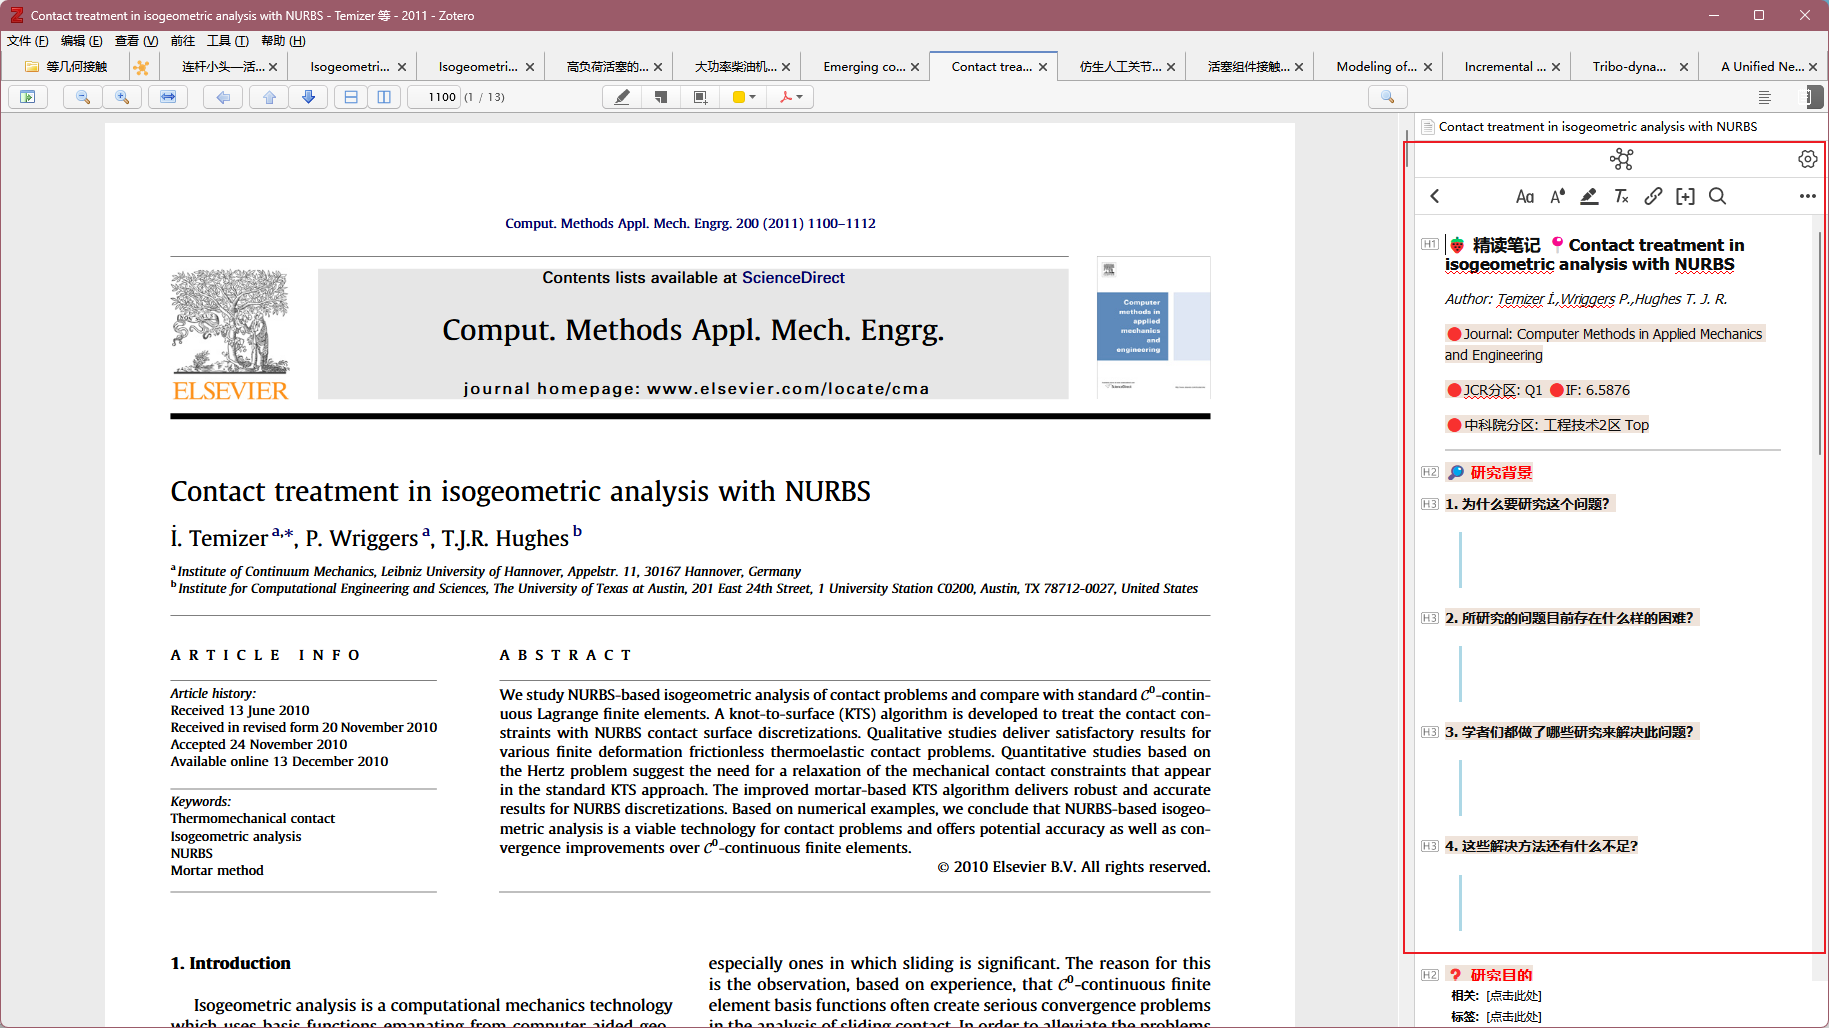 Contact treatment in isogeometric analysis with NURBS - Temizer 等 - 2011 - Zotero
文件 (F) 编辑 (E) 查看 (V) 前往 工具 (T) 帮助 (H)
等几何接触 连杆小头—活... Isogeometri... Isogeometri... 高负荷活塞的... 大功率柴油机... Emerging co... Contact trea... 仿生人工关节... 活塞组件接触... Modeling of... Incremental ... Tribo-dyna... A Unified Ne...
1100 (1 / 13)
Comput. Methods Appl. Mech. Engrg. 200 (2011) 1100–1112
Contents lists available at ScienceDirect
Comput. Methods Appl. Mech. Engrg.
journal homepage: www.elsevier.com/locate/cma
ELSEVIER
Computer
methods in
applied
mechanics
and
engineering
Contact treatment in isogeometric analysis with NURBS
İ. Temizer a,*, P. Wriggers a, T.J.R. Hughes b
a Institute of Continuum Mechanics, Leibniz University of Hannover, Appelstr. 11, 30167 Hannover, Germany
b Institute for Computational Engineering and Sciences, The University of Texas at Austin, 201 East 24th Street, 1 University Station C0200, Austin, TX 78712-0027, United States
ARTICLE INFO
Article history:
Received 13 June 2010
Received in revised form 20 November 2010
Accepted 24 November 2010
Available online 13 December 2010
Keywords:
Thermomechanical contact
Isogeometric analysis
NURBS
Mortar method
ABSTRACT
We study NURBS-based isogeometric analysis of contact problems and compare with standard C0-contin-
uous Lagrange finite elements. A knot-to-surface (KTS) algorithm is developed to treat the contact con-
straints with NURBS contact surface discretizations. Qualitative studies deliver satisfactory results for
various finite deformation frictionless thermoelastic contact problems. Quantitative studies based on
the Hertz problem suggest the need for a relaxation of the mechanical contact constraints that appear
in the standard KTS approach. The improved mortar-based KTS algorithm delivers robust and accurate
results for NURBS discretizations. Based on numerical examples, we conclude that NURBS-based isogeo-
metric analysis is a viable technology for contact problems and offers potential accuracy as well as con-
vergence improvements over C0-continuous finite elements.
© 2010 Elsevier B.V. All rights reserved.
1. Introduction
Isogeometric analysis is a computational mechanics technology
which uses basis functions emanating from computer aided geo-
especially ones in which sliding is significant. The reason for this
is the observation, based on experience, that C0-continuous finite
element basis functions often create serious convergence problems
in the analysis of sliding contact. In order to alleviate the problems
Contact treatment in isogeometric analysis with NURBS
Aa A Tx [+]
H1 精读笔记 Contact treatment in
isogeometric analysis with NURBS
Author: Temizer İ.,Wriggers P.,Hughes T. J. R.
Journal: Computer Methods in Applied Mechanics
and Engineering
JCR分区: Q1 IF: 6.5876
中科院分区: 工程技术2区 Top
H2 研究背景
H3 1. 为什么要研究这个问题?
H3 2. 所研究的问题目前存在什么样的困难?
H3 3. 学者们都做了哪些研究来解决此问题?
H3 4. 这些解决方法还有什么不足?
H2 ? 研究目的
相关: [点击此处]
标签: [点击此处]